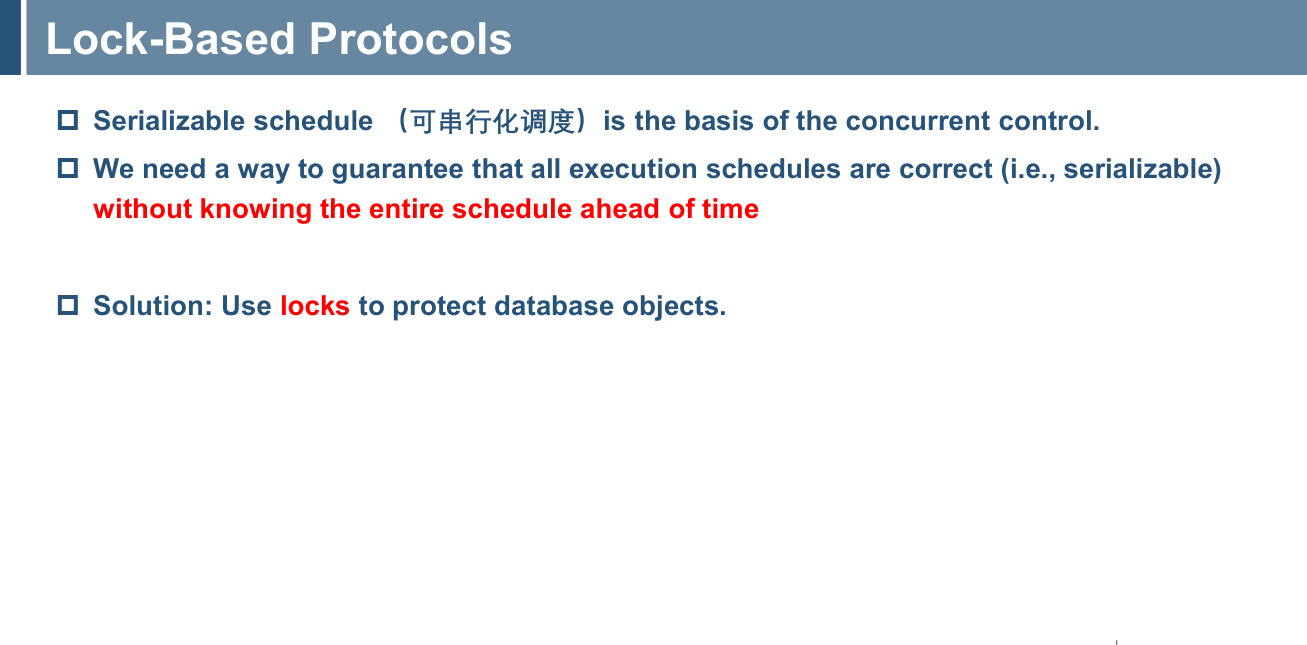 Lock-Based Protocols
Serializable schedule （可串行化调度）is the basis of the concurrent control.
We need a way to guarantee that all execution schedules are correct (i.e., serializable)
without knowing the entire schedule ahead of time
Solution: Use locks to protect database objects.